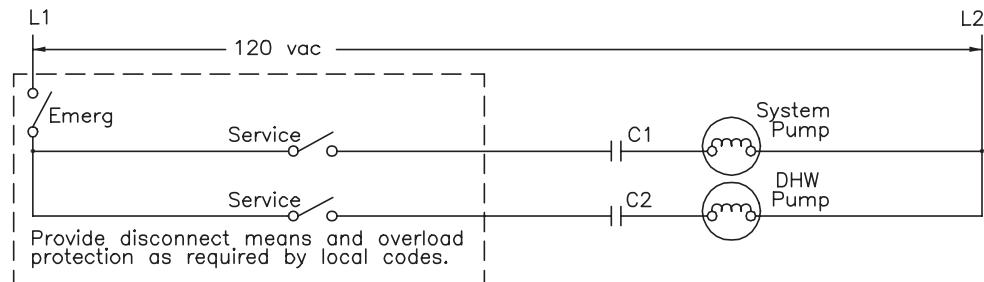 L1
L2
120 vac
Emerg
Service
C1
System
Pump
Service
C2
DHW
Pump
Provide disconnect means and overload
protection as required by local codes.